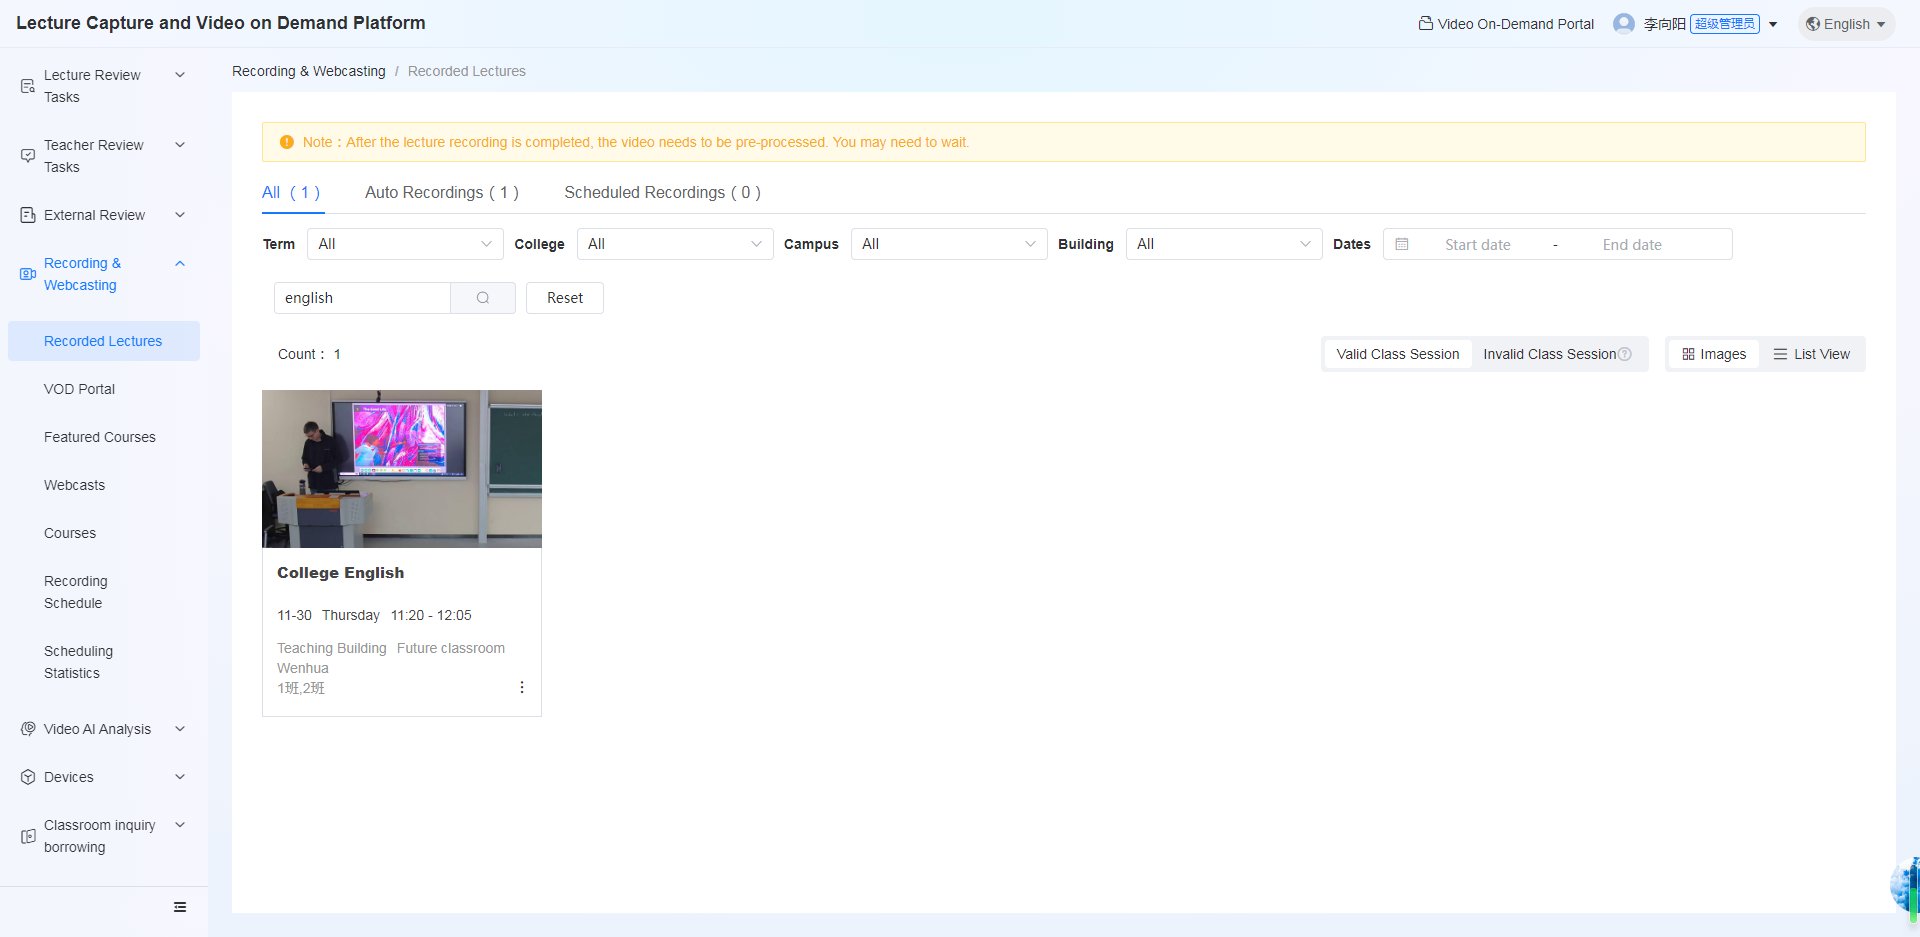 Lecture Capture and Video on Demand Platform
Video On-Demand Portal
李向阳 超级管理员
English
Lecture Review
Tasks
Teacher Review
Tasks
External Review
Recording &
Webcasting
Recorded Lectures
VOD Portal
Featured Courses
Webcasts
Courses
Recording
Schedule
Scheduling
Statistics
Video AI Analysis
Devices
Classroom inquiry
borrowing
Recording & Webcasting / Recorded Lectures
Note：After the lecture recording is completed, the video needs to be pre-processed. You may need to wait.
All ( 1 ) Auto Recordings ( 1 ) Scheduled Recordings ( 0 )
Term All College All Campus All Building All Dates Start date - End date
english Reset
Count： 1
Valid Class Session Invalid Class Session Images List View
College English
11-30 Thursday 11:20 - 12:05
Teaching Building Future classroom
Wenhua
1班,2班